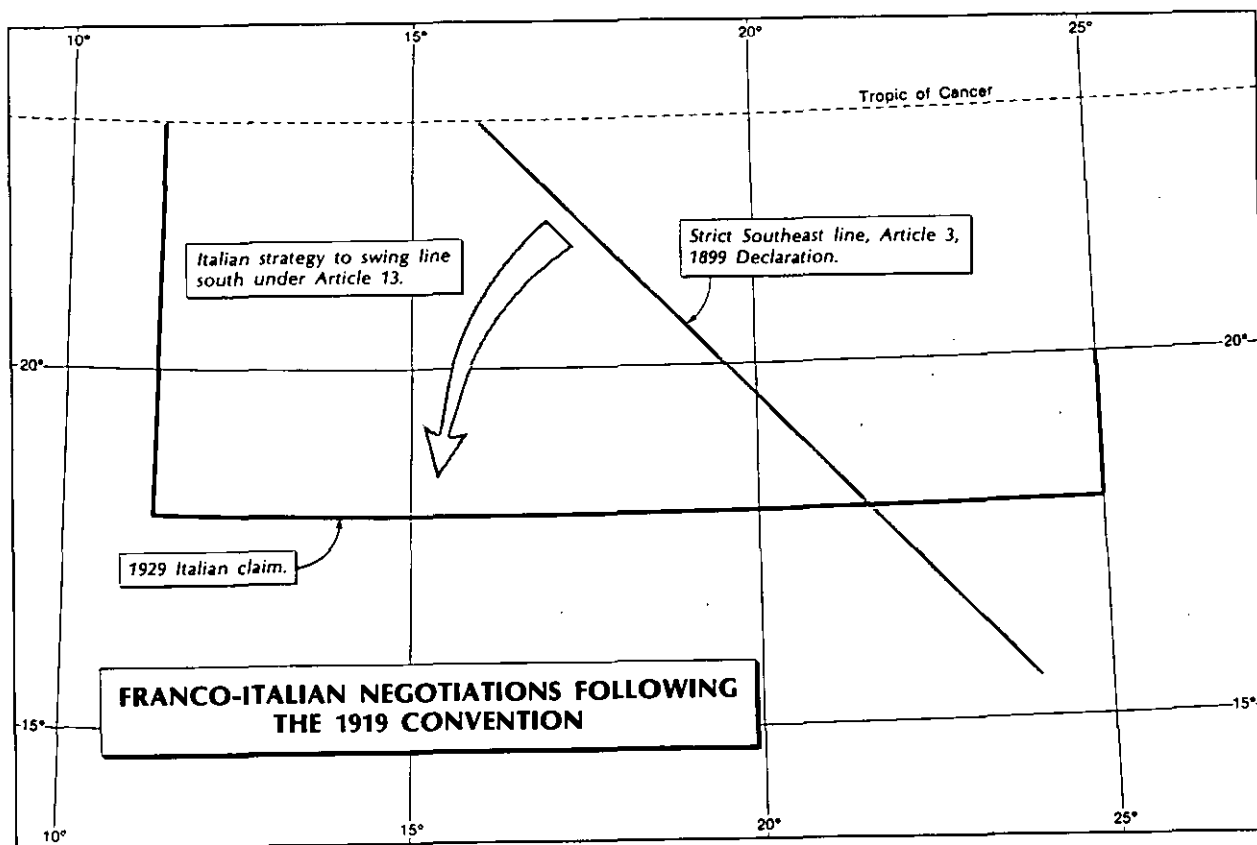 10°
15°
20°
25°
Tropic of Cancer
Italian strategy to swing line
south under Article 13.
Strict Southeast line, Article 3,
1899 Declaration.
20°
20°
1929 Italian claim.
FRANCO-ITALIAN NEGOTIATIONS FOLLOWING
THE 1919 CONVENTION
15°
15°
10°
15°
20°
25°